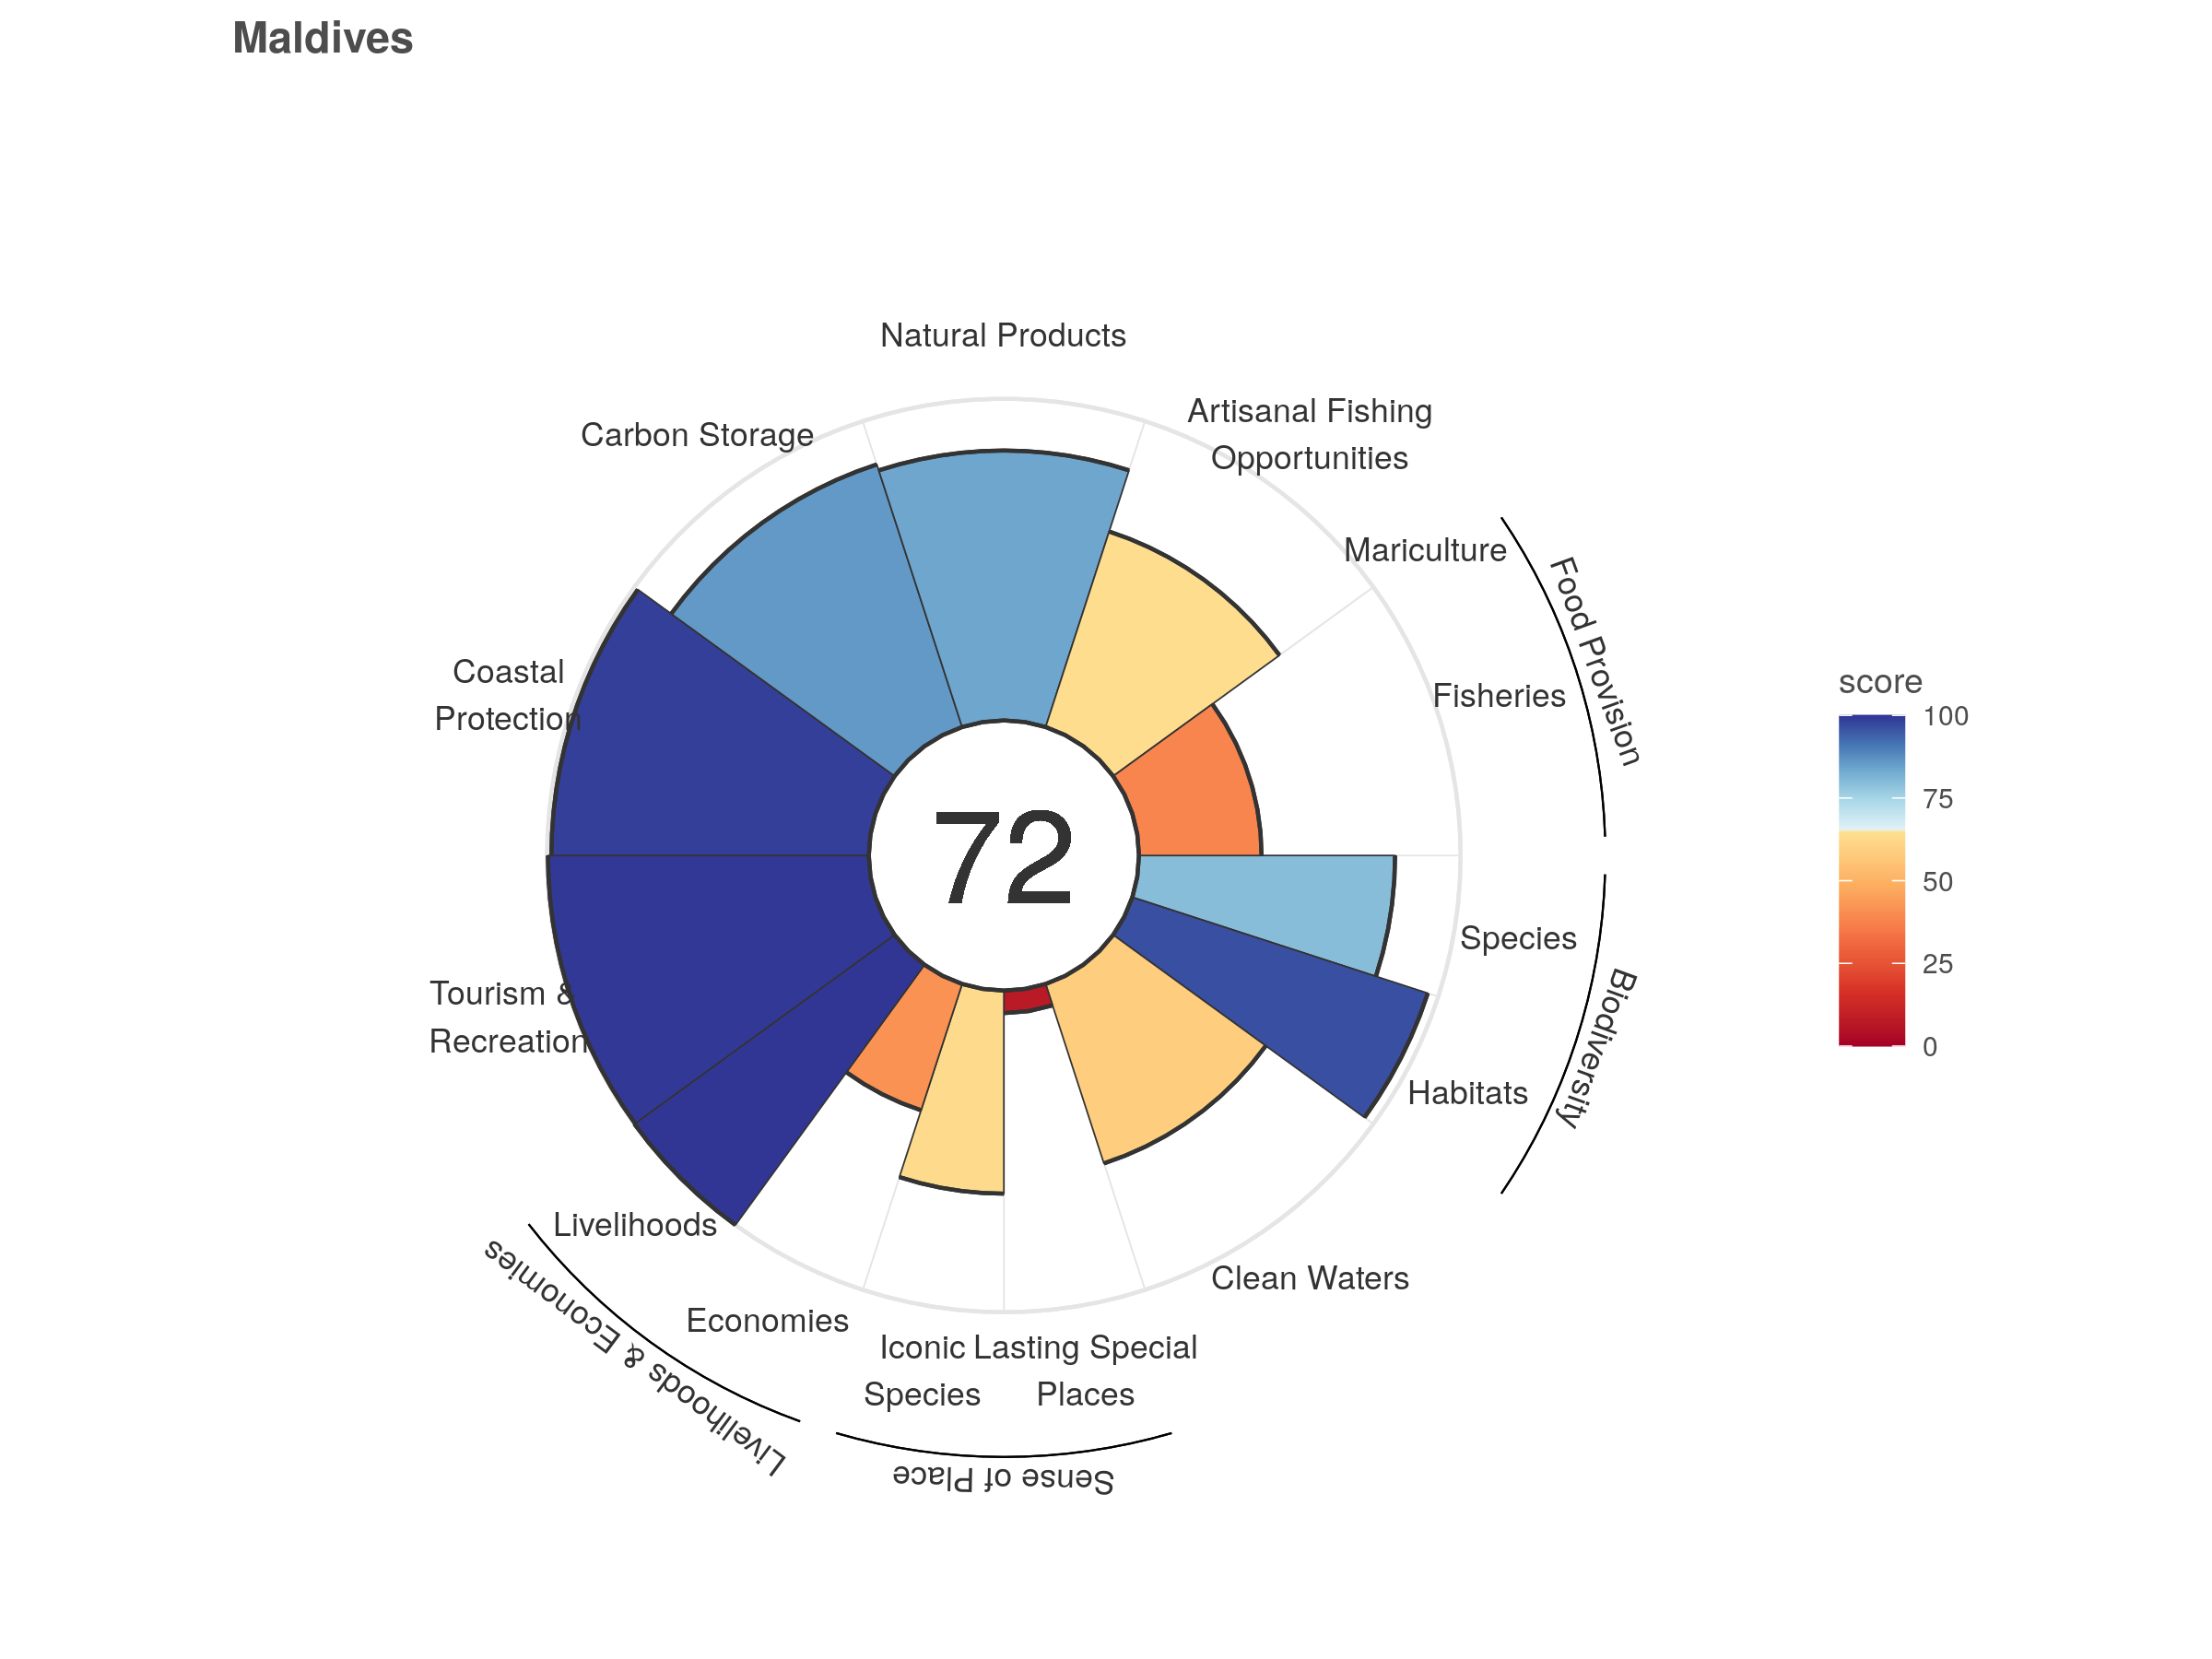 Maldives
Natural Products
Artisanal Fishing
Opportunities
Carbon Storage
Mariculture
Food Provision
Fisheries
Coastal
Protection
score
100
75
50
25
0
72
Species
Biodiversity
Tourism &
Recreation
Habitats
Livelihoods
Clean Waters
Economies
Livelihoods & Economies
Iconic
Species
Lasting Special
Places
Sense of Place